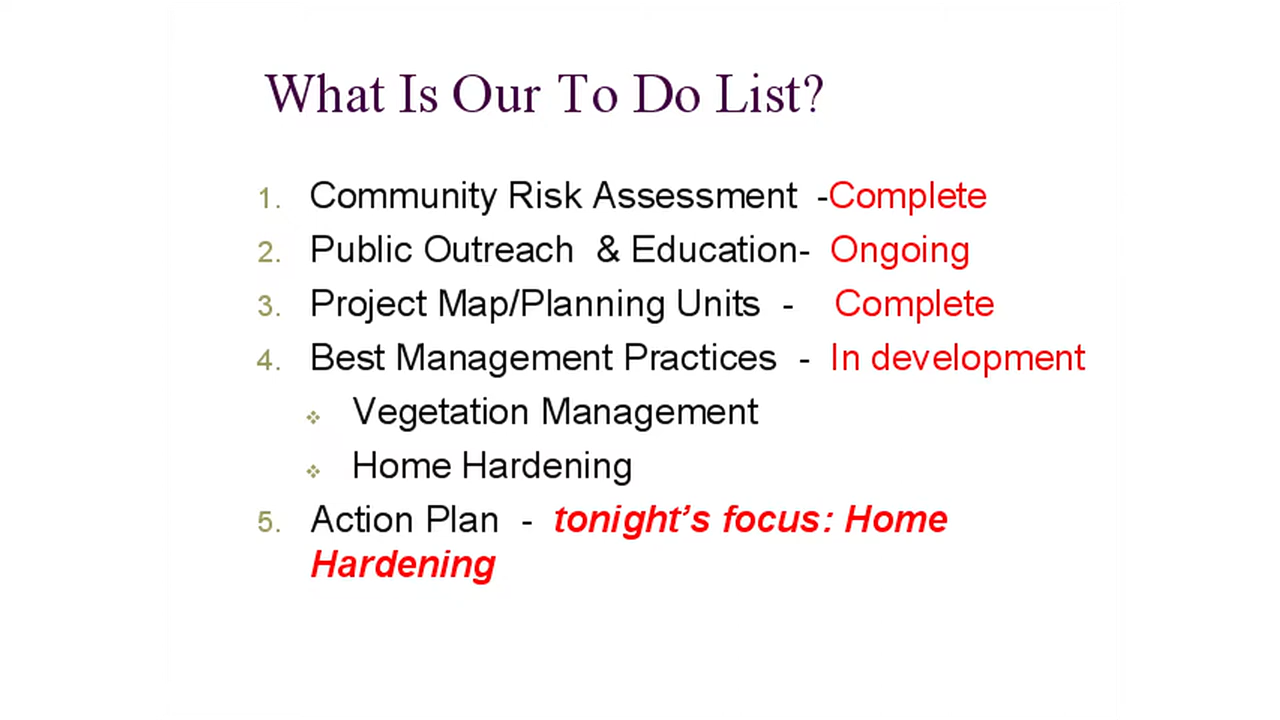 What Is Our To Do List?
1. Community Risk Assessment -Complete
2. Public Outreach & Education- Ongoing
3. Project Map/Planning Units - Complete
4. Best Management Practices - In development
❖ Vegetation Management
❖ Home Hardening
5. Action Plan - tonight’s focus: Home
Hardening